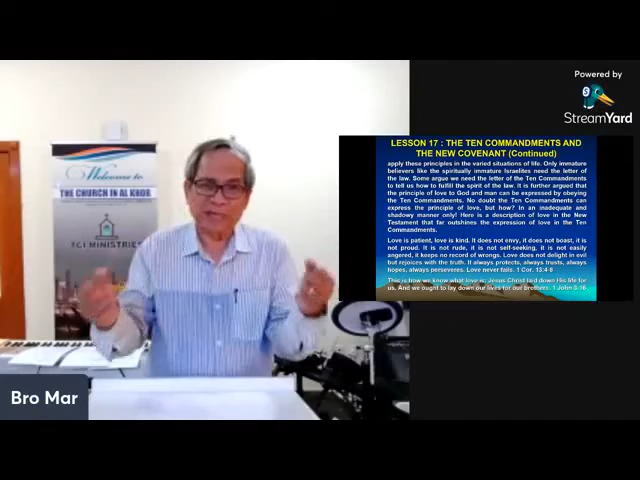 Powered by
StreamYard
Welcome to
THE CHURCH IN AL KHOR
TCI MINISTRIES
LESSON 17 : THE TEN COMMANDMENTS AND
THE NEW COVENANT (Continued)
apply these principles in the varied situations of life. Only immature
believers like the spiritually immature Israelites need the letter of
the law. Some argue we need the letter of the Ten Commandments
to tell us how to fulfill the spirit of the law. It is further argued that
the principle of love to God and man can be expressed by obeying
the Ten Commandments. No doubt the Ten Commandments can
express the principle of love, but how? In an inadequate and
shadowy manner only! Here is a description of love in the New
Testament that far outshines the expression of love in the Ten
Commandments.
Love is patient, love is kind. It does not envy, it does not boast, it is
not proud. It is not rude, it is not self-seeking, it is not easily
angered, it keeps no record of wrongs. Love does not delight in evil
but rejoices with the truth. It always protects, always trusts, always
hopes, always perseveres. Love never fails. 1 Cor. 13:4-8
This is how we know what love is: Jesus Christ laid down His life for
us. And we ought to lay down our lives for our brothers. 1 John 3:16
Bro Mar